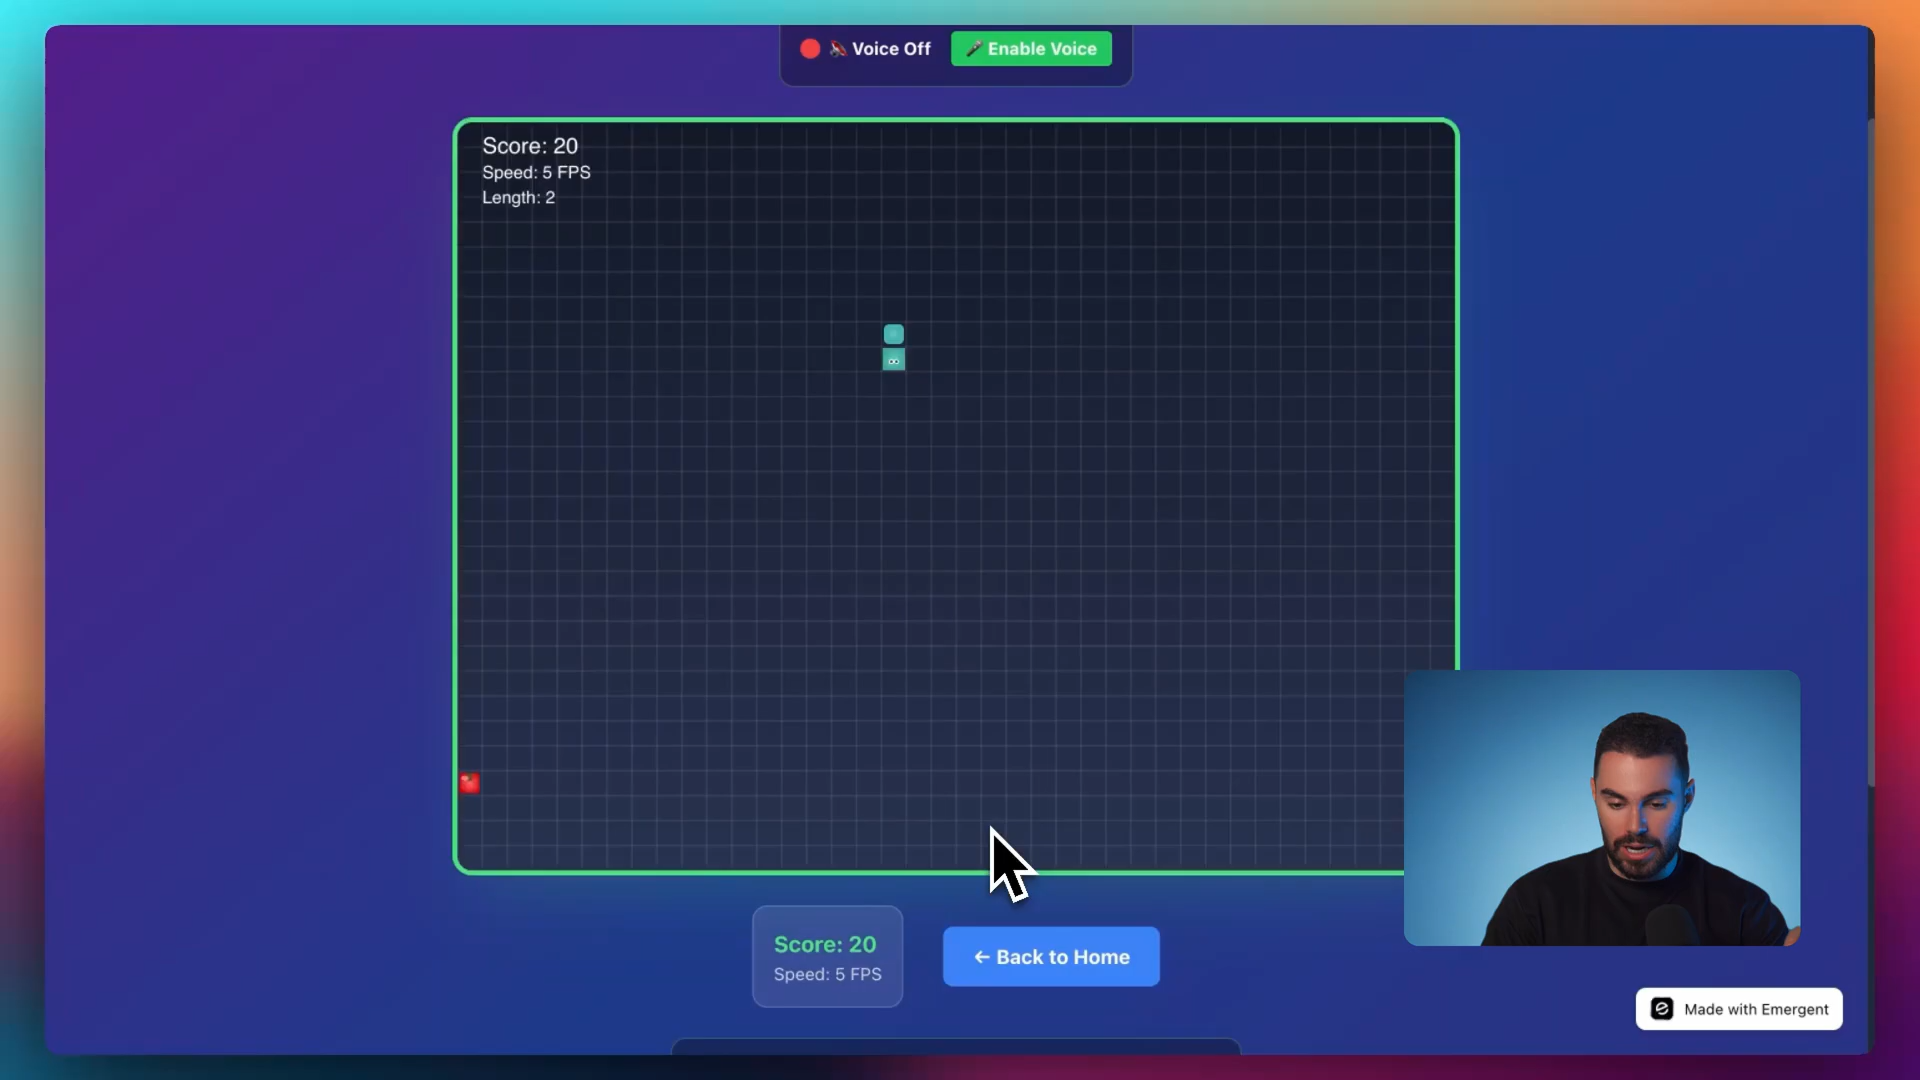 Voice Off
Enable Voice
Score: 20
Speed: 5 FPS
Length: 2
Score: 20
Speed: 5 FPS
← Back to Home
Made with Emergent